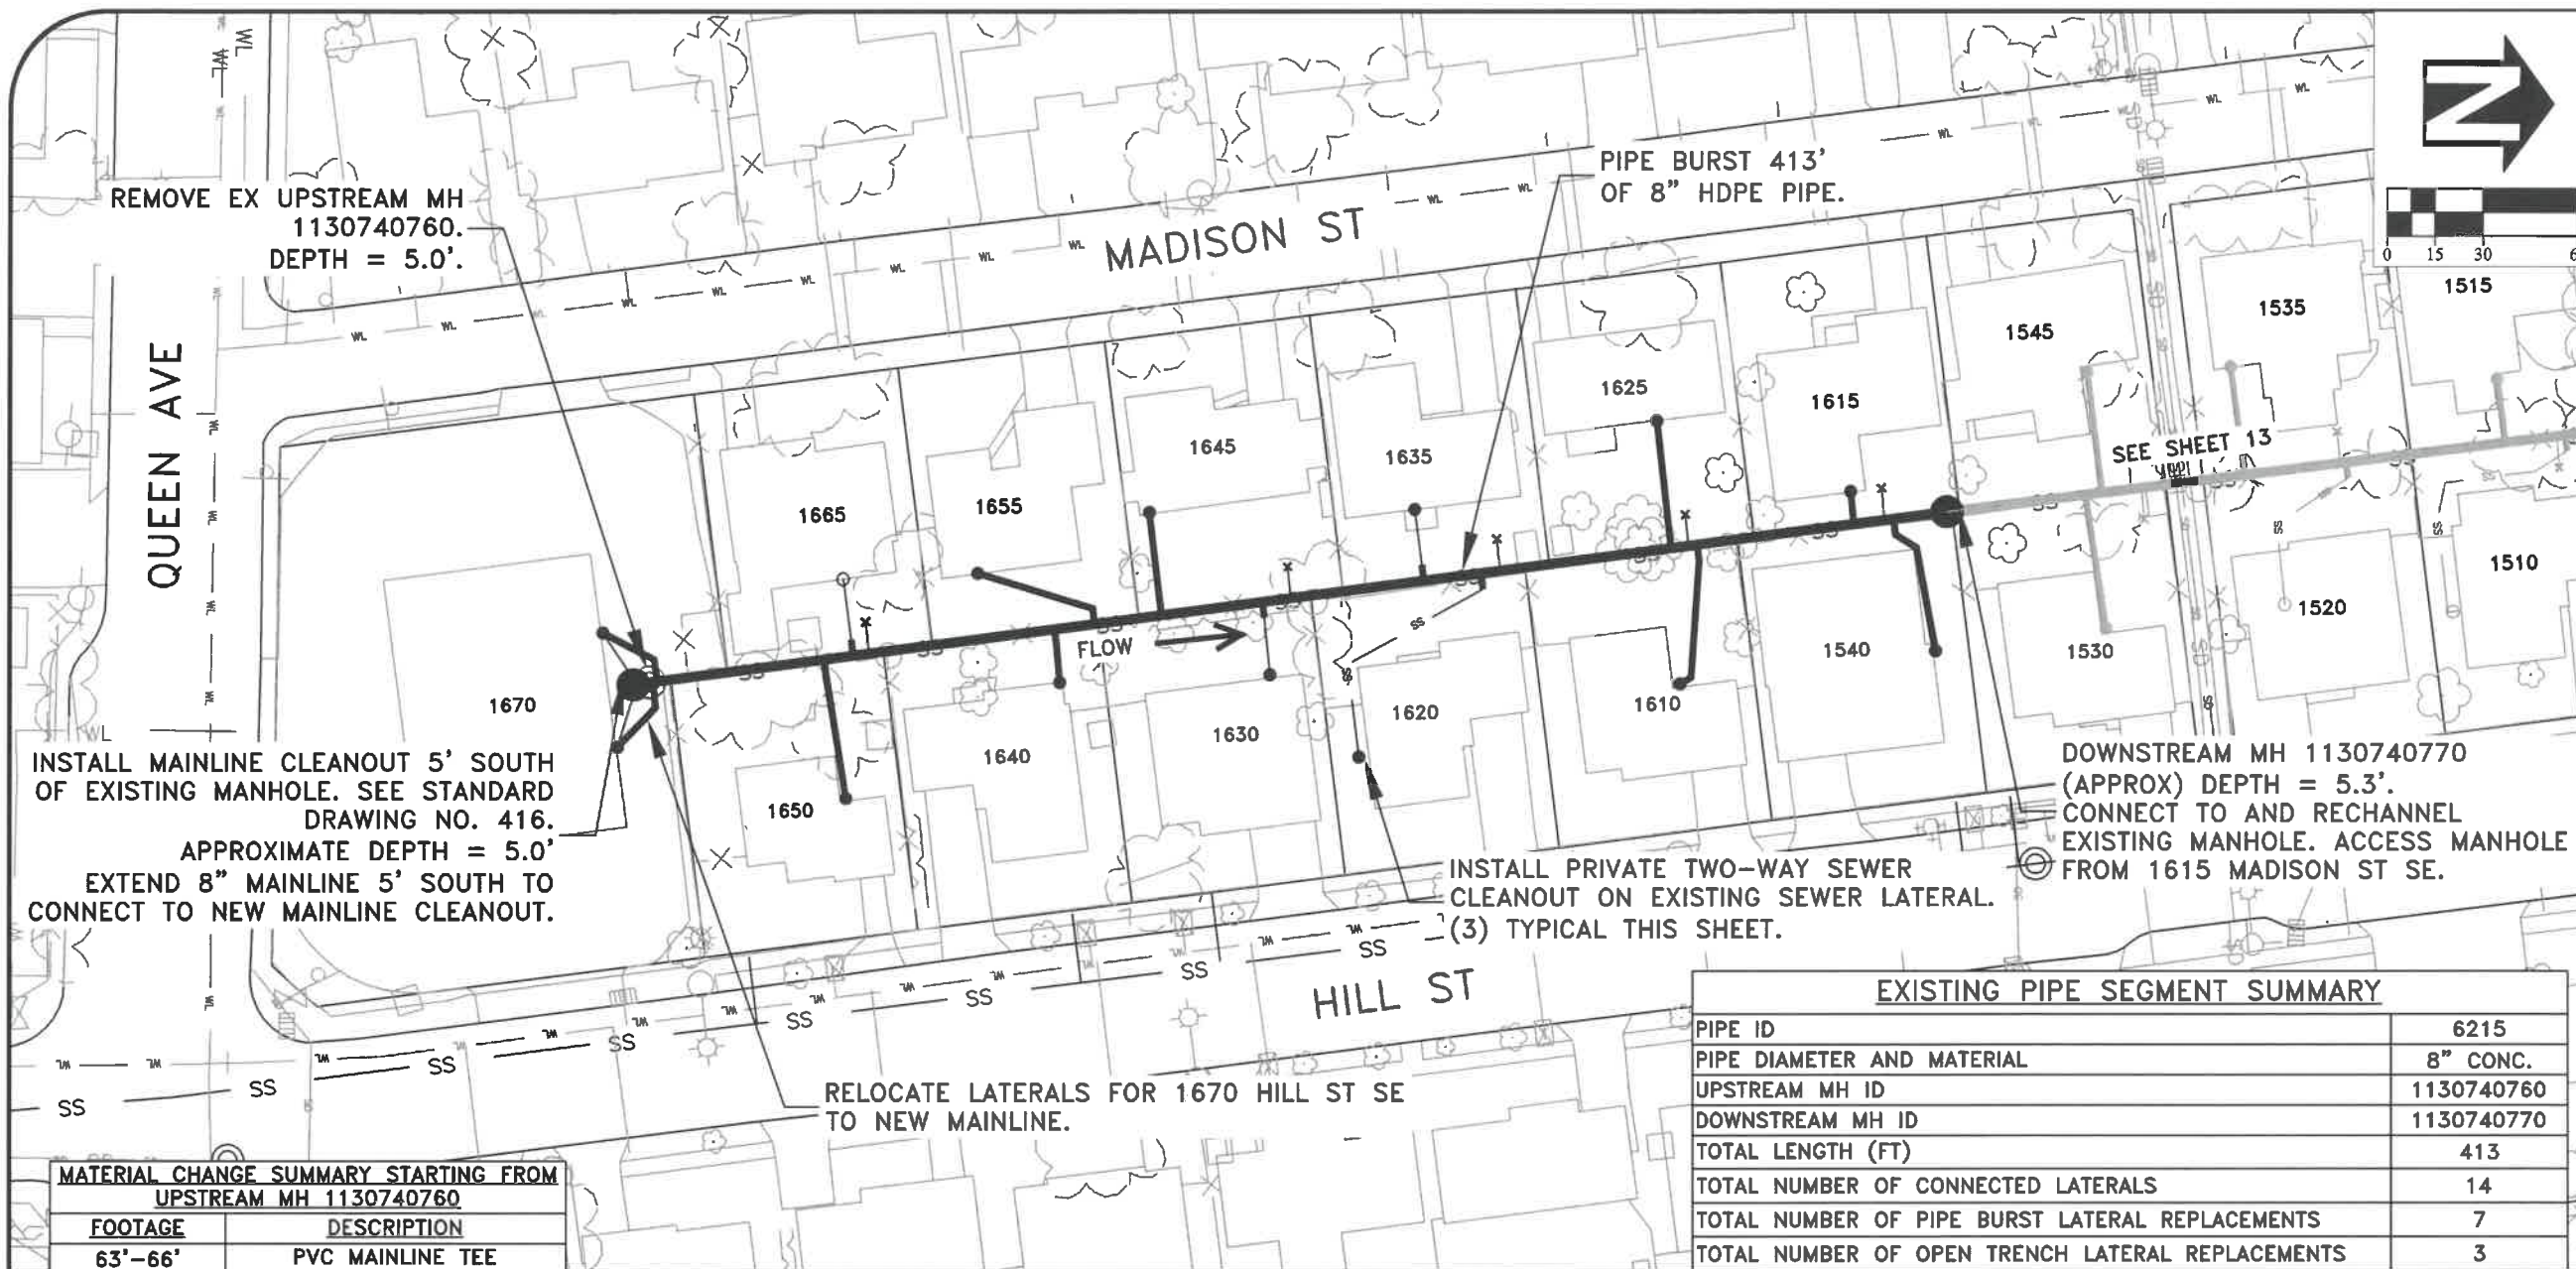 REMOVE EX UPSTREAM MH
1130740760.
DEPTH = 5.0'.
PIPE BURST 413'
OF 8" HDPE PIPE.
N
0 15 30 6
MADISON ST
QUEEN AVE
1515
1535
1545
1625
1615
1645
1635
1665
1655
SEE SHEET 13
1510
1520
1530
1540
1610
1620
1630
1640
1650
1670
FLOW
INSTALL MAINLINE CLEANOUT 5' SOUTH
OF EXISTING MANHOLE. SEE STANDARD
DRAWING NO. 416.
APPROXIMATE DEPTH = 5.0'
EXTEND 8" MAINLINE 5' SOUTH TO
CONNECT TO NEW MAINLINE CLEANOUT.
DOWNSTREAM MH 1130740770
(APPROX) DEPTH = 5.3'.
CONNECT TO AND RECHANNEL
EXISTING MANHOLE. ACCESS MANHOLE
FROM 1615 MADISON ST SE.
INSTALL PRIVATE TWO-WAY SEWER
CLEANOUT ON EXISTING SEWER LATERAL.
(3) TYPICAL THIS SHEET.
HILL ST
SS SS SS SS SS SS SS SS
RELOCATE LATERALS FOR 1670 HILL ST SE
TO NEW MAINLINE.
EXISTING PIPE SEGMENT SUMMARY
PIPE ID 6215
PIPE DIAMETER AND MATERIAL 8" CONC.
UPSTREAM MH ID 1130740760
DOWNSTREAM MH ID 1130740770
TOTAL LENGTH (FT) 413
TOTAL NUMBER OF CONNECTED LATERALS 14
TOTAL NUMBER OF PIPE BURST LATERAL REPLACEMENTS 7
TOTAL NUMBER OF OPEN TRENCH LATERAL REPLACEMENTS 3
MATERIAL CHANGE SUMMARY STARTING FROM
UPSTREAM MH 1130740760
FOOTAGE DESCRIPTION
63'-66' PVC MAINLINE TEE